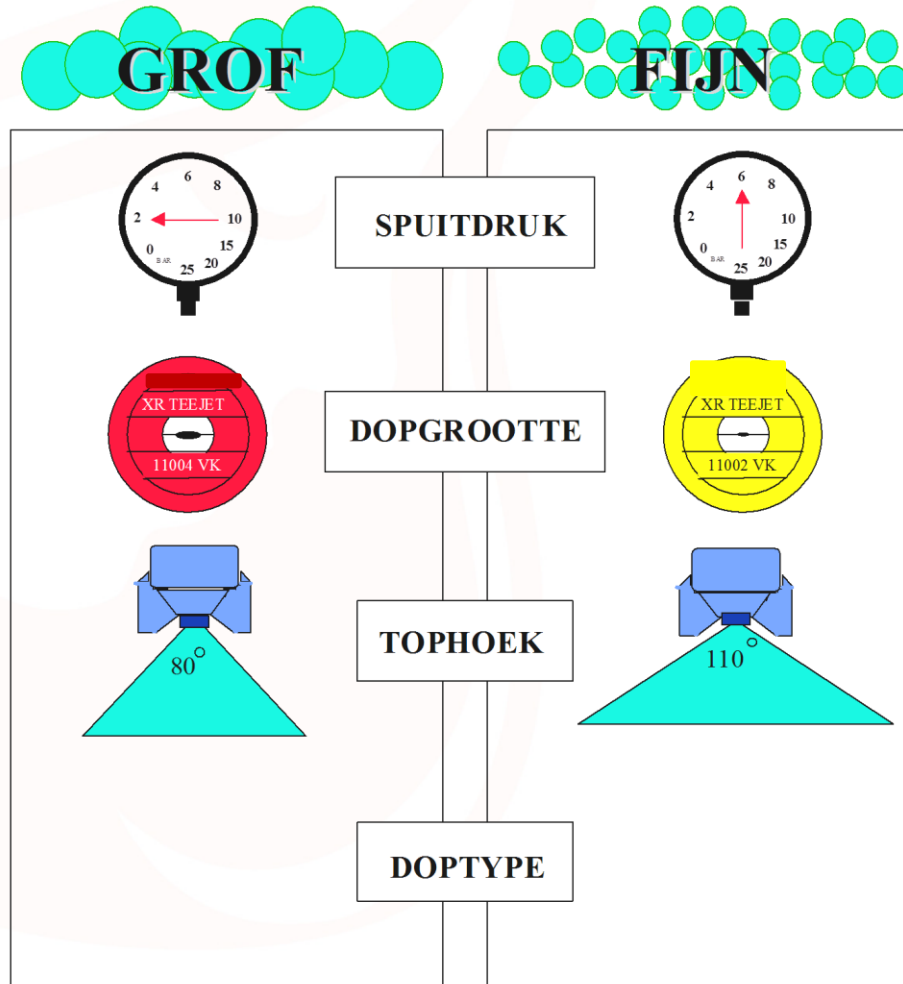 GROF
FIJN
0
2
4
6
8
10
15
20
25
BAR
SPUITDRUK
0
2
4
6
8
10
15
20
25
BAR
XR TEEJET
11004 VK
DOPGROOTTE
XR TEEJET
11002 VK
80°
TOPHOEK
110°
DOPTYPE